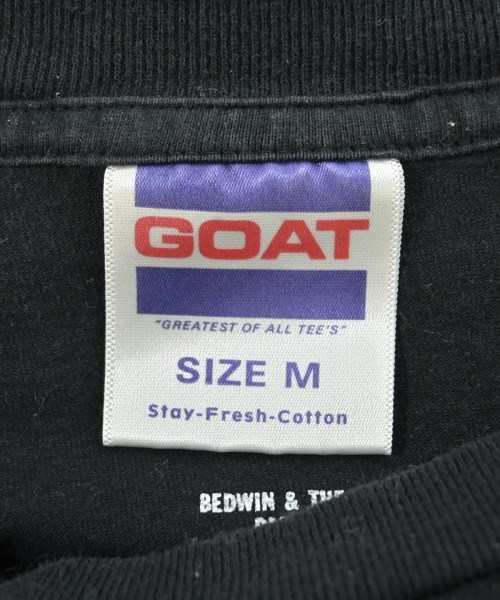 GOAT
"GREATEST OF ALL TEE'S"
SIZE M
Stay-Fresh-Cotton
BEDWIN & THE